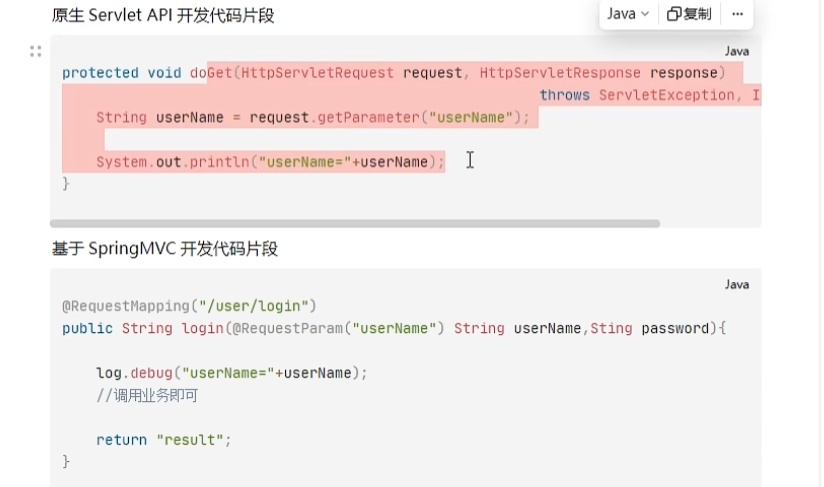 原生 Servlet API 开发代码片段
Java 复制 ···
Java
protected void doGet(HttpServletRequest request, HttpServletResponse response)
throws ServletException, I
String userName = request.getParameter("userName");
System.out.println("userName="+userName);
}
基于 SpringMVC 开发代码片段
Java
@RequestMapping("/user/login")
public String login(@RequestParam("userName") String userName,Sting password){
log.debug("userName="+userName);
//调用业务即可
return "result";
}